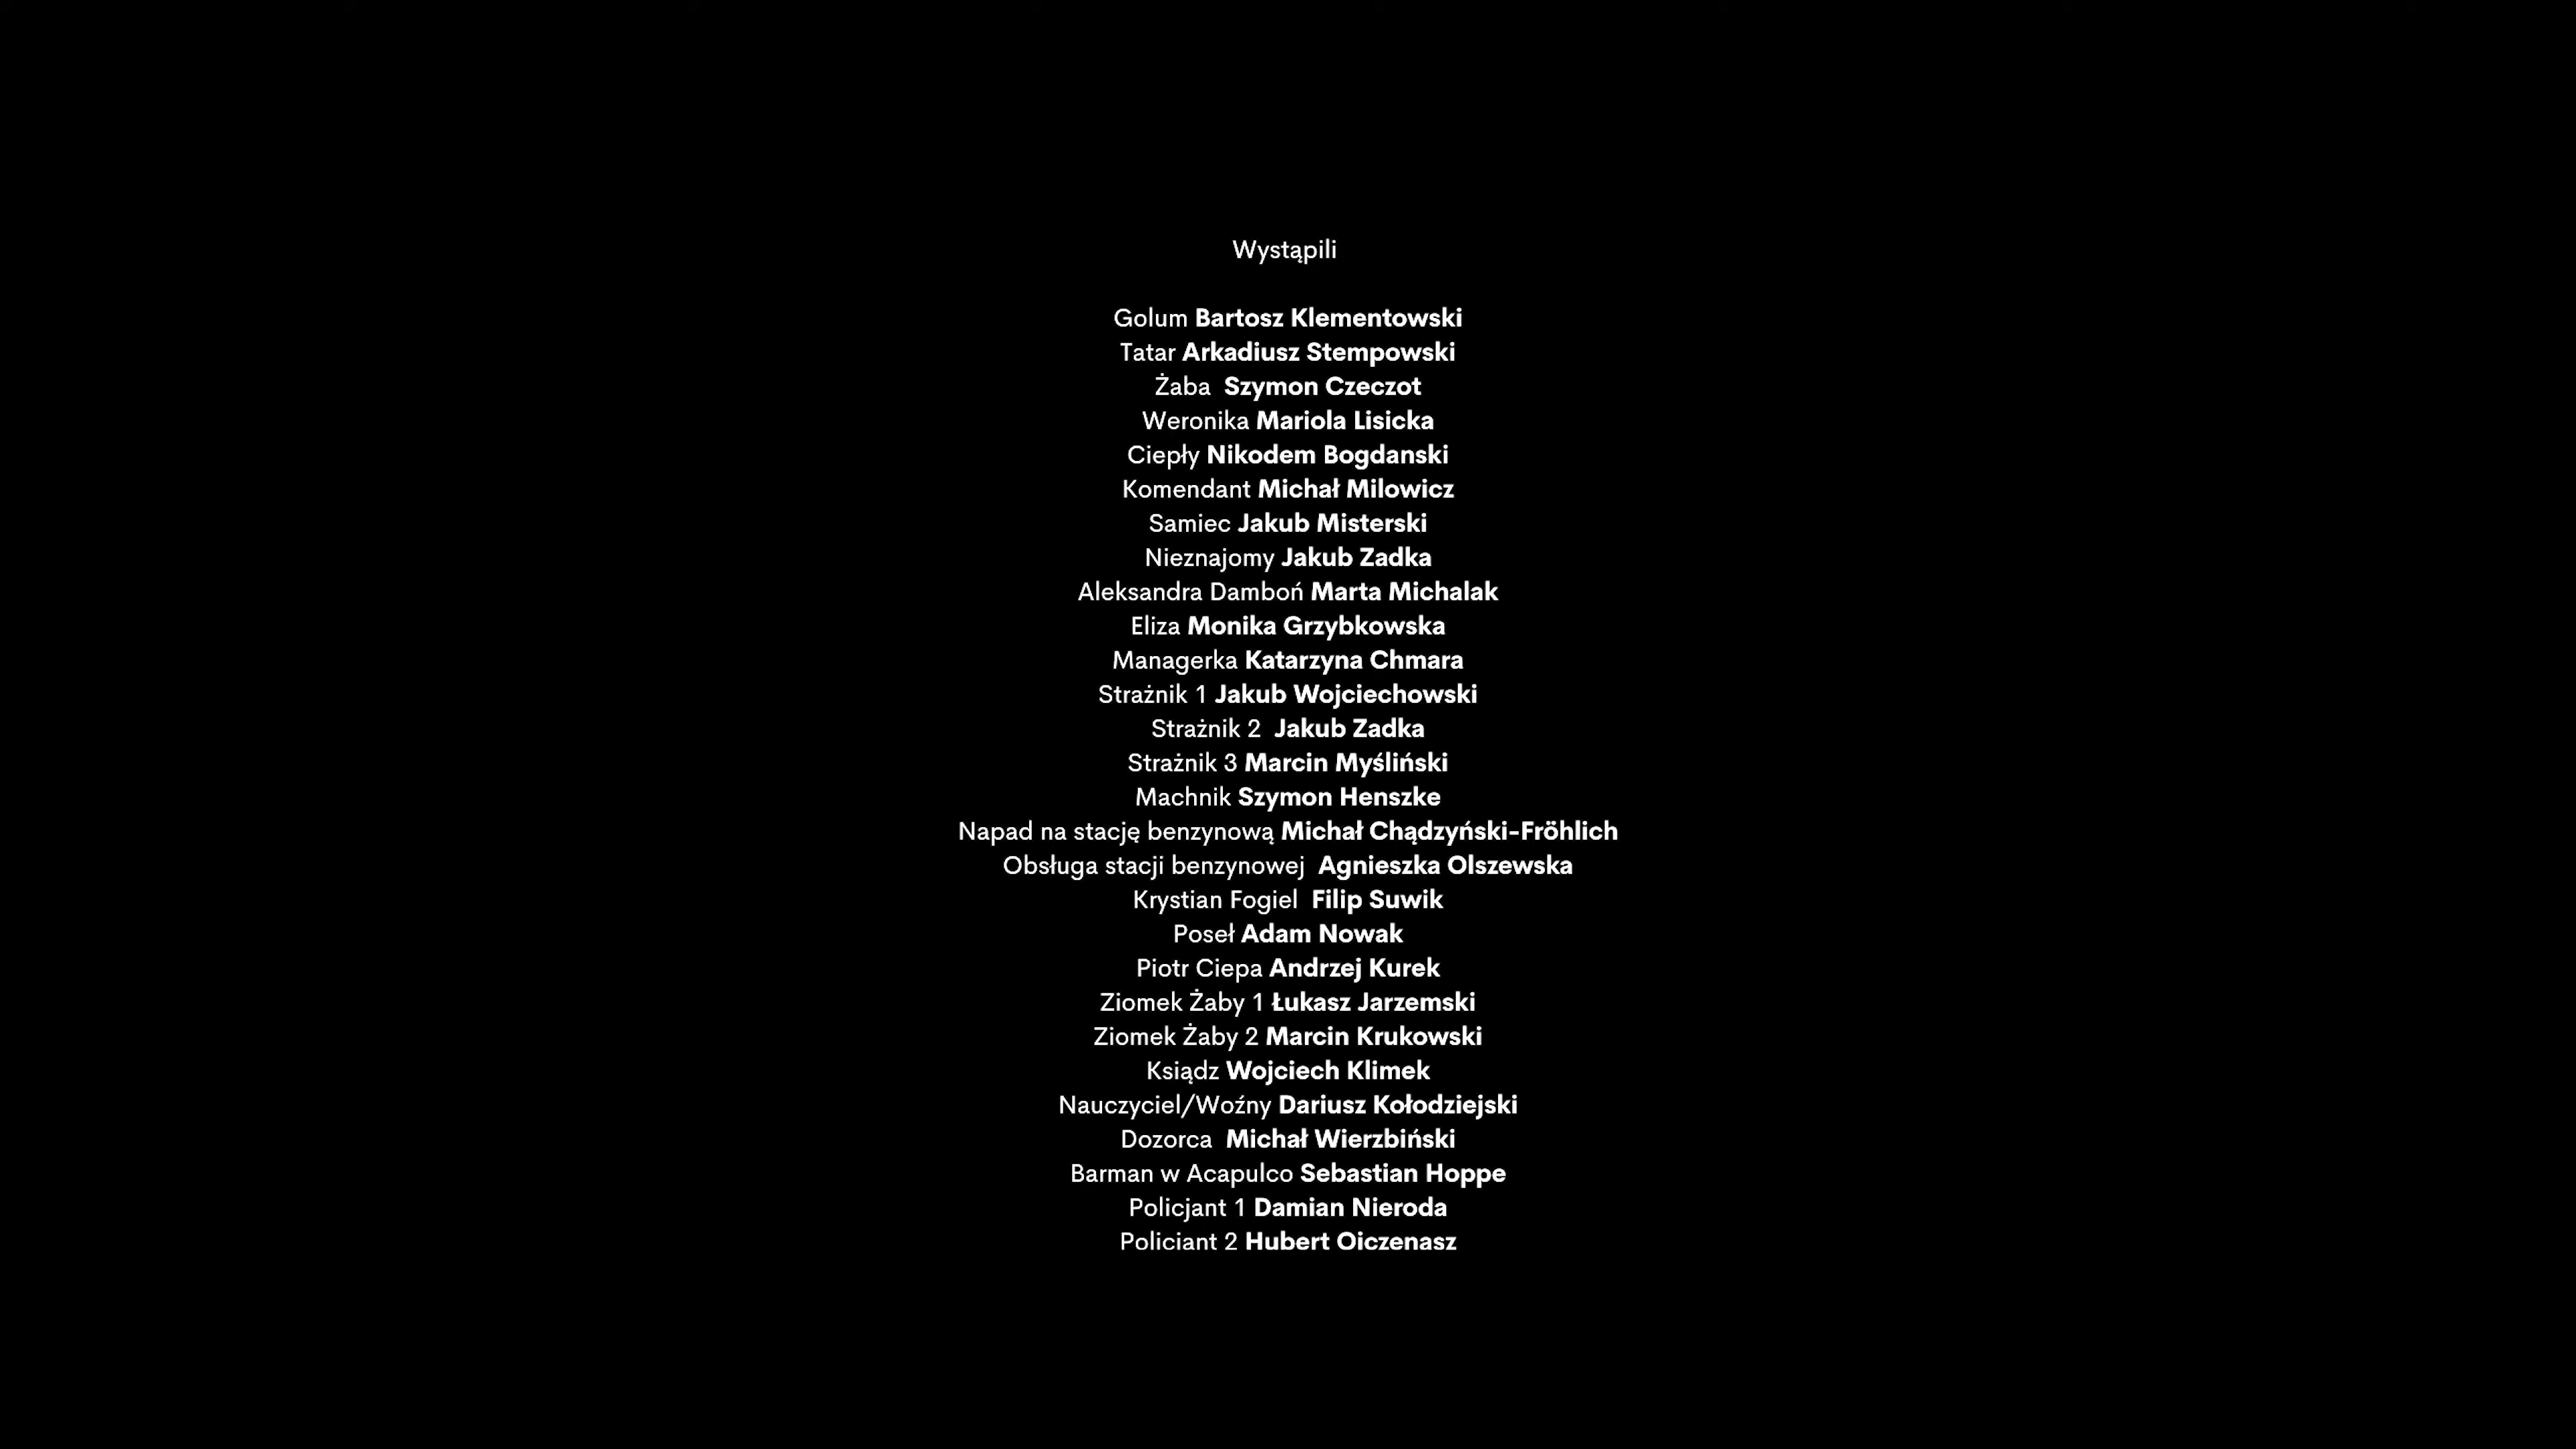 Wystąpili
Golum Bartosz Klementowski
Tatar Arkadiusz Stempowski
Żaba Szymon Czeczot
Weronika Mariola Lisicka
Ciepły Nikodem Bogdanski
Komendant Michał Milowicz
Samiec Jakub Misterski
Nieznajomy Jakub Zadka
Aleksandra Damboń Marta Michalak
Eliza Monika Grzybkowska
Managerka Katarzyna Chmara
Strażnik 1 Jakub Wojciechowski
Strażnik 2 Jakub Zadka
Strażnik 3 Marcin Myśliński
Machnik Szymon Henszke
Napad na stację benzynową Michał Chądzyński-Fröhlich
Obsługa stacji benzynowej Agnieszka Olszewska
Krystian Fogiel Filip Suwik
Poseł Adam Nowak
Piotr Ciepa Andrzej Kurek
Ziomek Żaby 1 Łukasz Jarzemski
Ziomek Żaby 2 Marcin Krukowski
Ksiądz Wojciech Klimek
Nauczyciel/Woźny Dariusz Kołodziejski
Dozorca Michał Wierzbiński
Barman w Acapulco Sebastian Hoppe
Policjant 1 Damian Nieroda
Policjant 2 Hubert Ojczenasz